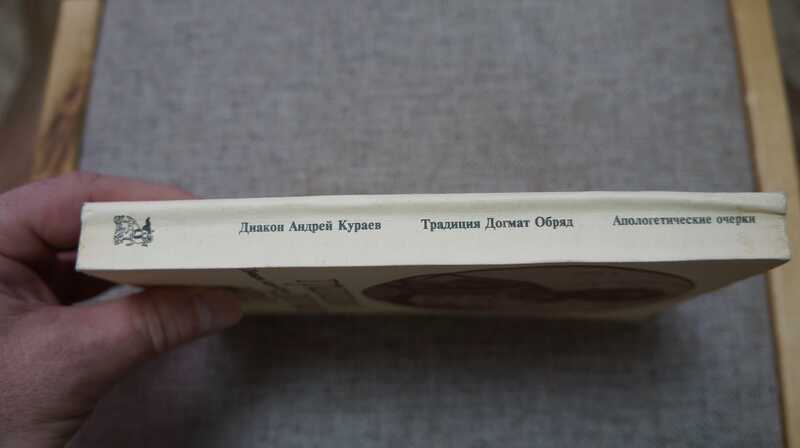 Диакон Андрей Кураев Традиция Догмат Обряд Апологетические очерки